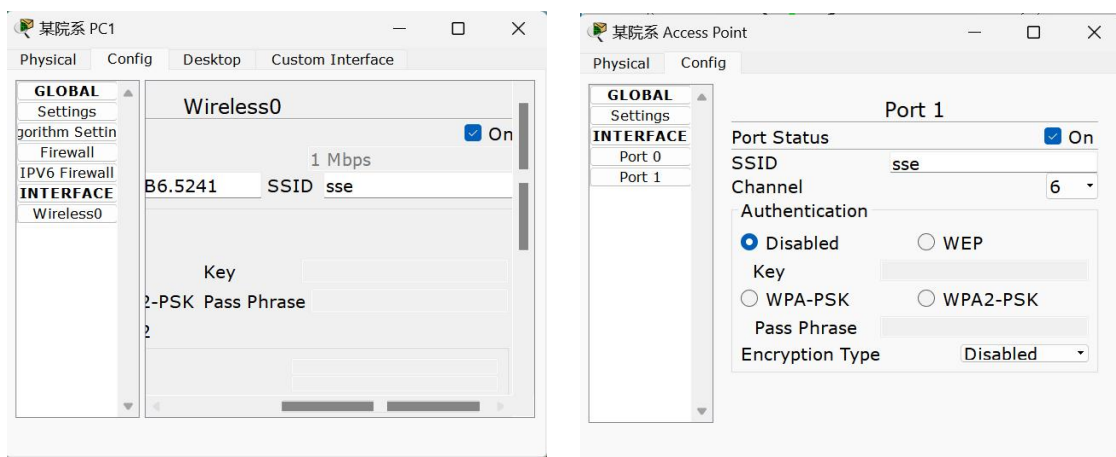 某院系 PC1
Physical Config Desktop Custom Interface
GLOBAL
Settings
gorithm Settin
Firewall
IPV6 Firewall
INTERFACE
Wireless0
Wireless0
On
1 Mbps
B6.5241 SSID sse
Key
2-PSK Pass Phrase
2
某院系 Access Point
Physical Config
GLOBAL
Settings
INTERFACE
Port 0
Port 1
Port 1
Port Status On
SSID sse
Channel 6
Authentication
Disabled WEP
Key
WPA-PSK WPA2-PSK
Pass Phrase
Encryption Type Disabled